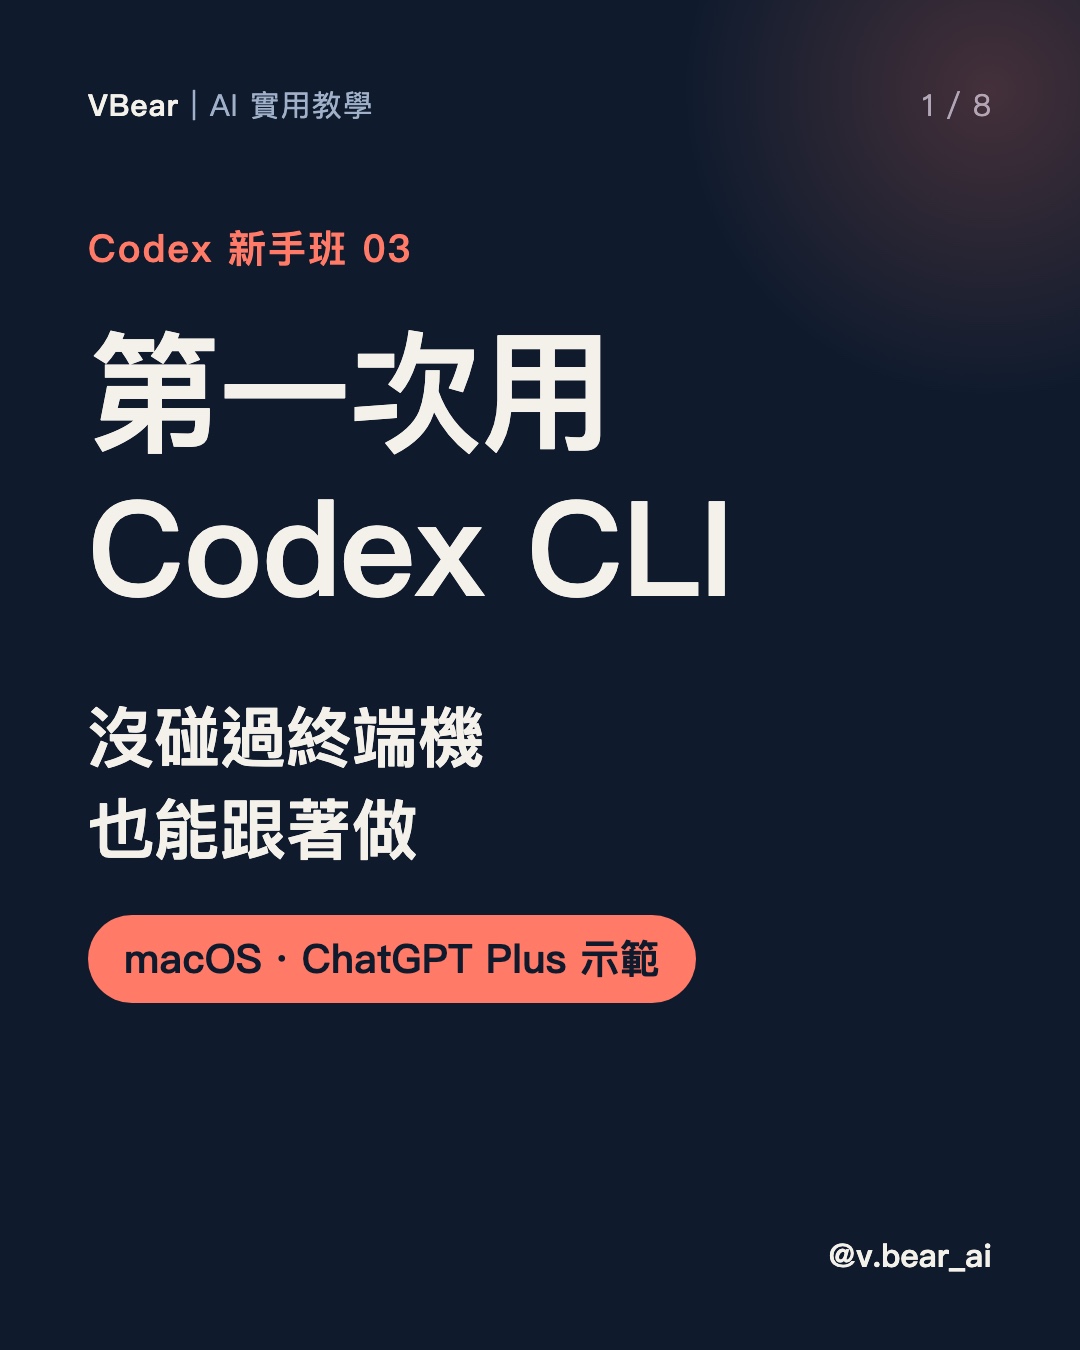 VBear | AI 實用教學
1 / 8
Codex 新手班 03
第一次用
Codex CLI
沒碰過終端機
也能跟著做
macOS · ChatGPT Plus 示範
@v.bear_ai